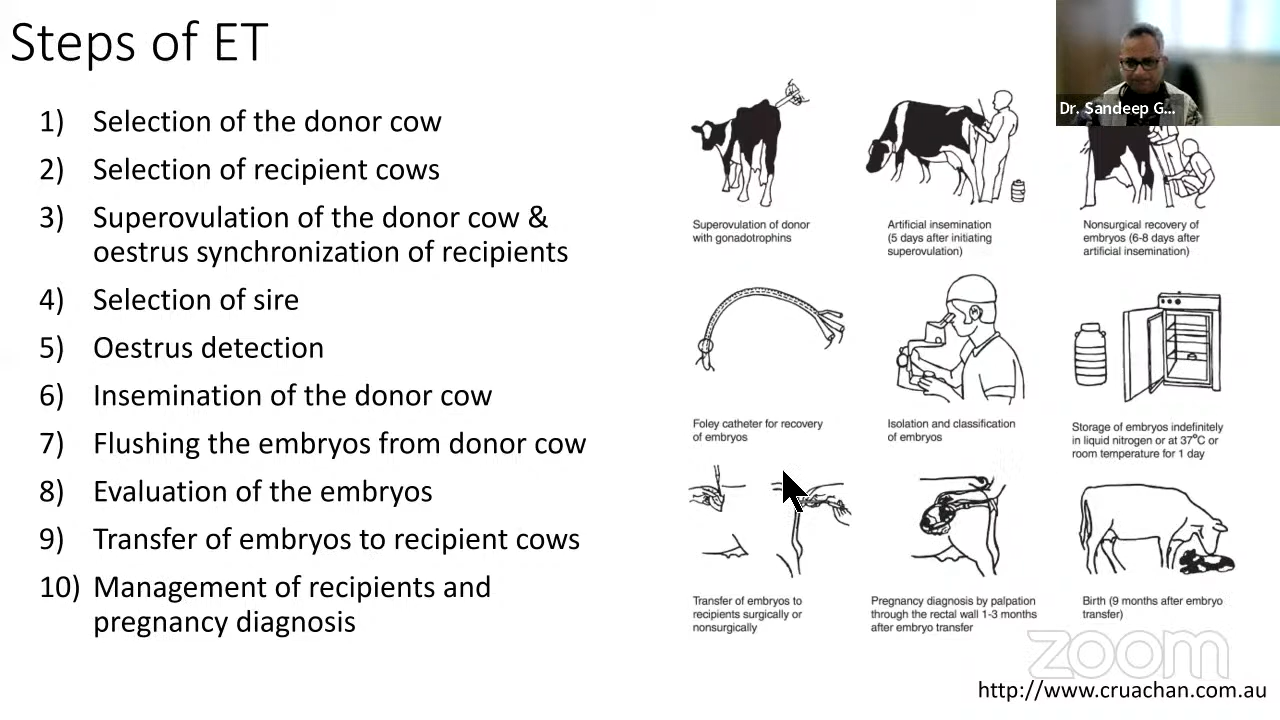 Steps of ET
Dr. Sandeep G...
1) Selection of the donor cow
2) Selection of recipient cows
3) Superovulation of the donor cow &
oestrus synchronization of recipients
4) Selection of sire
5) Oestrus detection
6) Insemination of the donor cow
7) Flushing the embryos from donor cow
8) Evaluation of the embryos
9) Transfer of embryos to recipient cows
10) Management of recipients and
pregnancy diagnosis
Superovulation of donor
with gonadotrophins
Artificial insemination
(5 days after initiating
superovulation)
Nonsurgical recovery of
embryos (6-8 days after
artificial insemination)
Foley catheter for recovery
of embryos
Isolation and classification
of embryos
Storage of embryos indefinitely
in liquid nitrogen or at 37°C or
room temperature for 1 day
Transfer of embryos to
recipients surgically or
nonsurgically
Pregnancy diagnosis by palpation
through the rectal wall 1-3 months
after embryo transfer
Birth (9 months after embryo
transfer)
zoom
http://www.cruachan.com.au